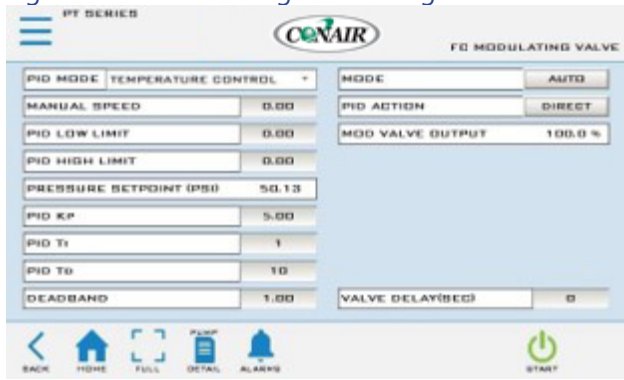 PT SERIES
CONAIR
FC MODULATING VALVE
PID MODE TEMPERATURE CONTROL
MODE AUTO
MANUAL SPEED 0.00
PID ACTION DIRECT
PID LOW LIMIT 0.00
MOD VALVE OUTPUT 100.0 %
PID HIGH LIMIT 0.00
PRESSURE SETPOINT (PSI) 50.13
PID KP 5.00
PID TI 1
PID TD 10
DEADBAND 1.00
VALVE DELAY(SEC) 0
BACK
HOME
FULL
PUMP
DETAIL
ALARMS
START